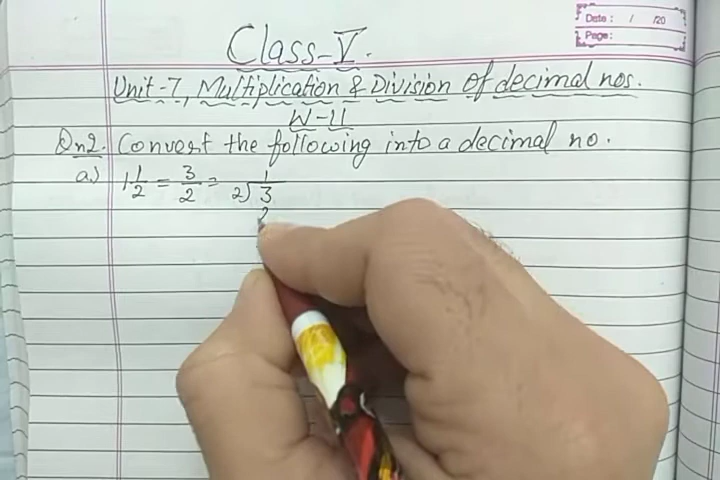 Date : / /20
Page:
Class-V.
Unit-7, Multiplication & Division of decimal nos.
W-11
Qn2. Convert the following into a decimal no.
a.) 1 1/2 = 3/2 = 2)3 1
2